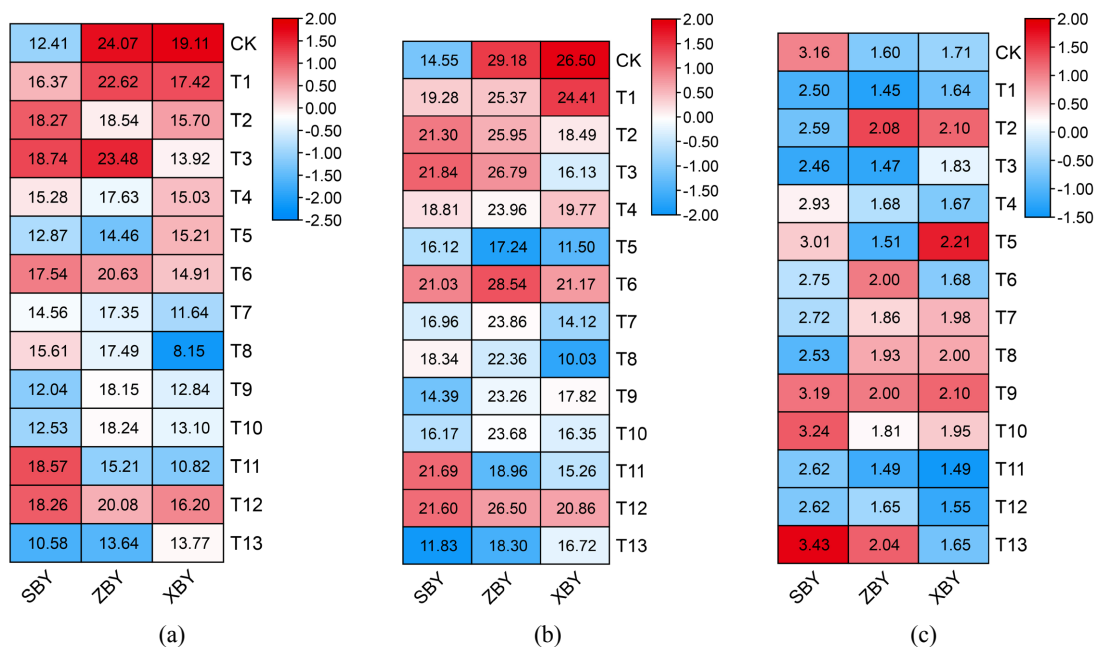 12.41 24.07 19.11 CK
16.37 22.62 17.42 T1
18.27 18.54 15.70 T2
18.74 23.48 13.92 T3
15.28 17.63 15.03 T4
12.87 14.46 15.21 T5
17.54 20.63 14.91 T6
14.56 17.35 11.64 T7
15.61 17.49 8.15 T8
12.04 18.15 12.84 T9
12.53 18.24 13.10 T10
18.57 15.21 10.82 T11
18.26 20.08 16.20 T12
10.58 13.64 13.77 T13
SBY ZBY XBY
2.00
1.50
1.00
0.50
0.00
-0.50
-1.00
-1.50
-2.00
-2.50
(a)
14.55 29.18 26.50 CK
19.28 25.37 24.41 T1
21.30 25.95 18.49 T2
21.84 26.79 16.13 T3
18.81 23.96 19.77 T4
16.12 17.24 11.50 T5
21.03 28.54 21.17 T6
16.96 23.86 14.12 T7
18.34 22.36 10.03 T8
14.39 23.26 17.82 T9
16.17 23.68 16.35 T10
21.69 18.96 15.26 T11
21.60 26.50 20.86 T12
11.83 18.30 16.72 T13
SBY ZBY XBY
2.00
1.50
1.00
0.50
0.00
-0.50
-1.00
-1.50
-2.00
(b)
3.16 1.60 1.71 CK
2.50 1.45 1.64 T1
2.59 2.08 2.10 T2
2.46 1.47 1.83 T3
2.93 1.68 1.67 T4
3.01 1.51 2.21 T5
2.75 2.00 1.68 T6
2.72 1.86 1.98 T7
2.53 1.93 2.00 T8
3.19 2.00 2.10 T9
3.24 1.81 1.95 T10
2.62 1.49 1.49 T11
2.62 1.65 1.55 T12
3.43 2.04 1.65 T13
SBY ZBY XBY
2.00
1.50
1.00
0.50
0.00
-0.50
-1.00
-1.50
(c)